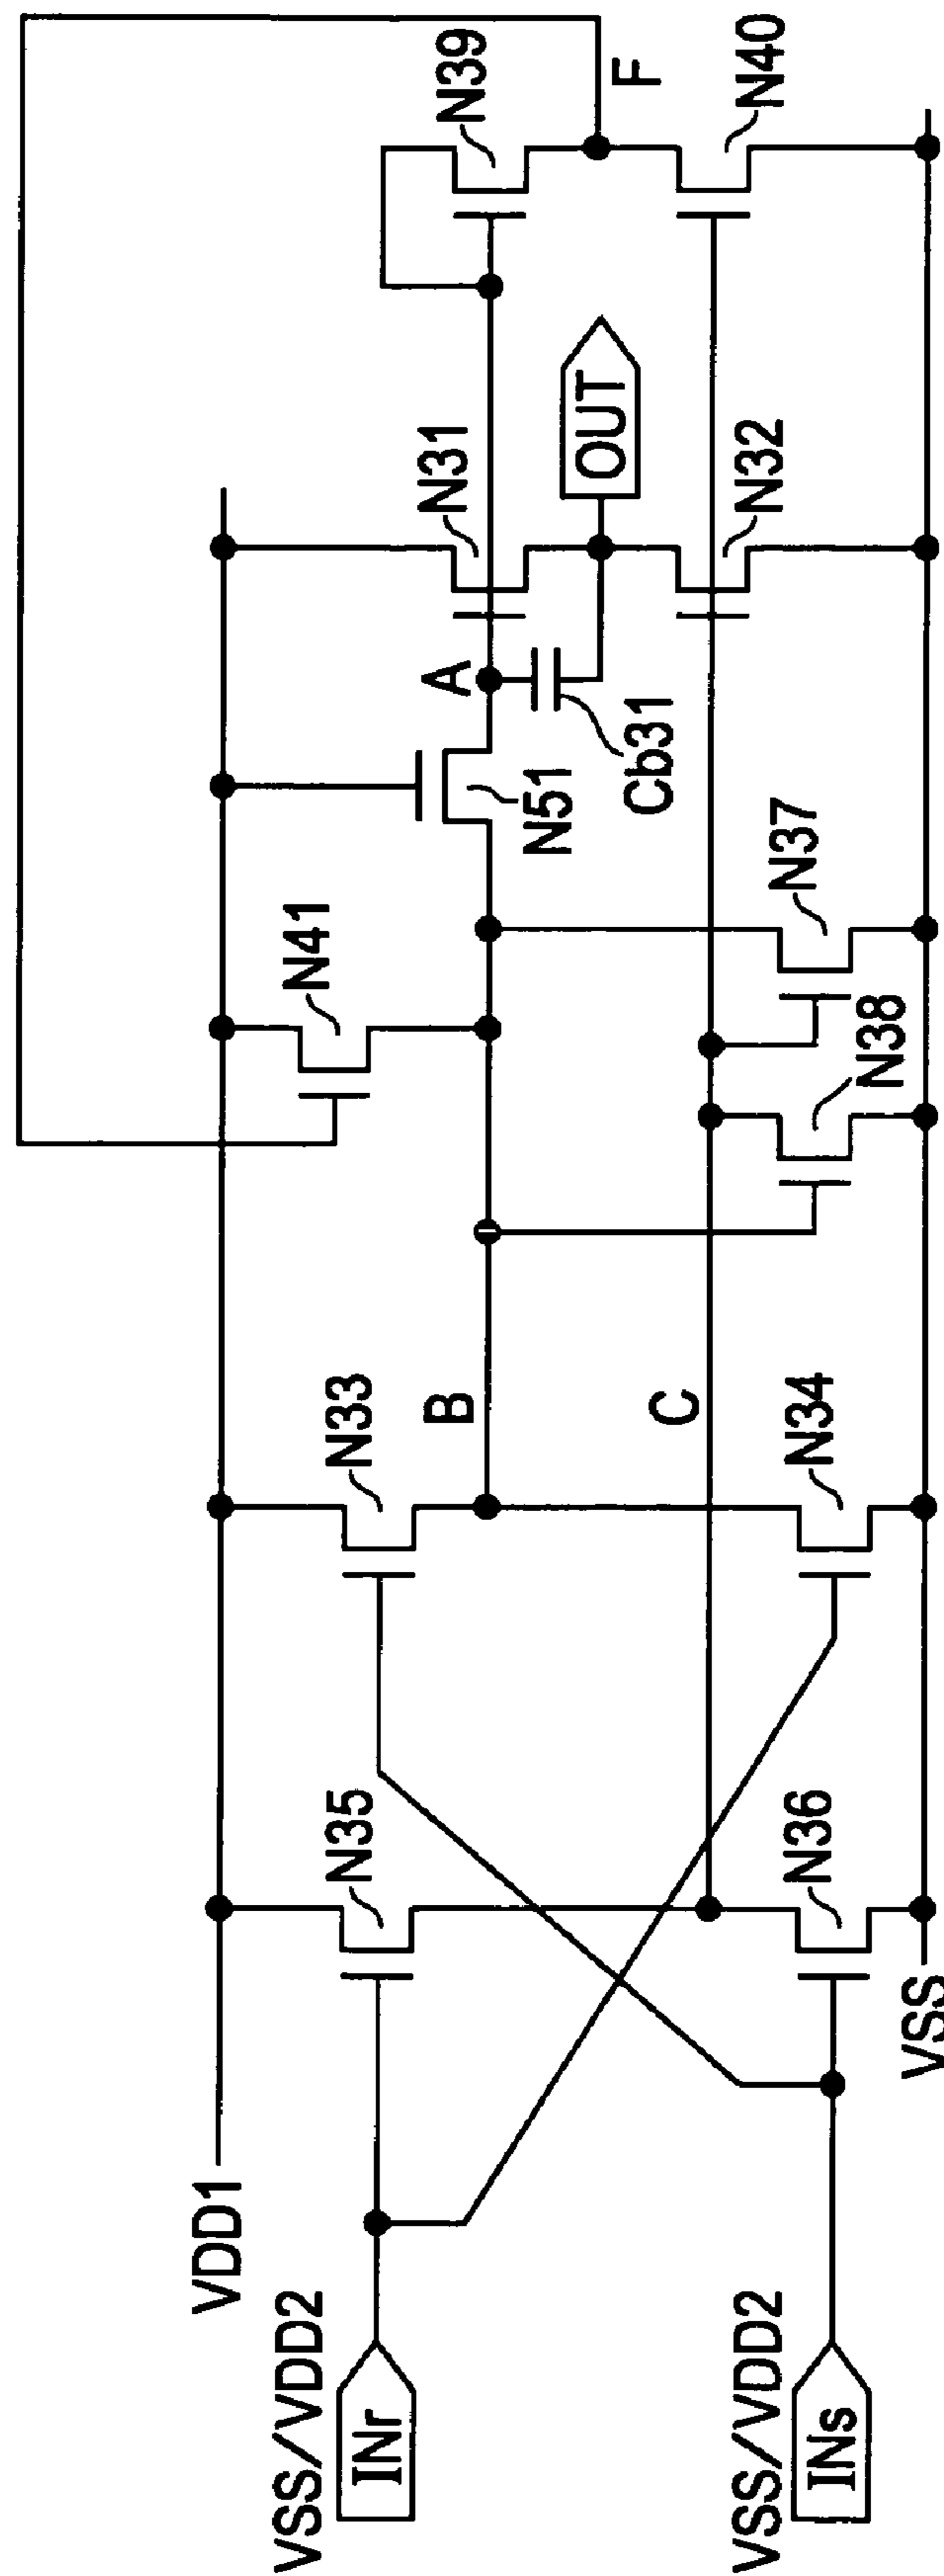 VDD1
VSS/VDD2
INr
VSS/VDD2
INs
VSS
N35
N36
N33
N34
B
C
N41
N38
N37
N51
A
Cb31
N31
N32
OUT
N39
N40
F